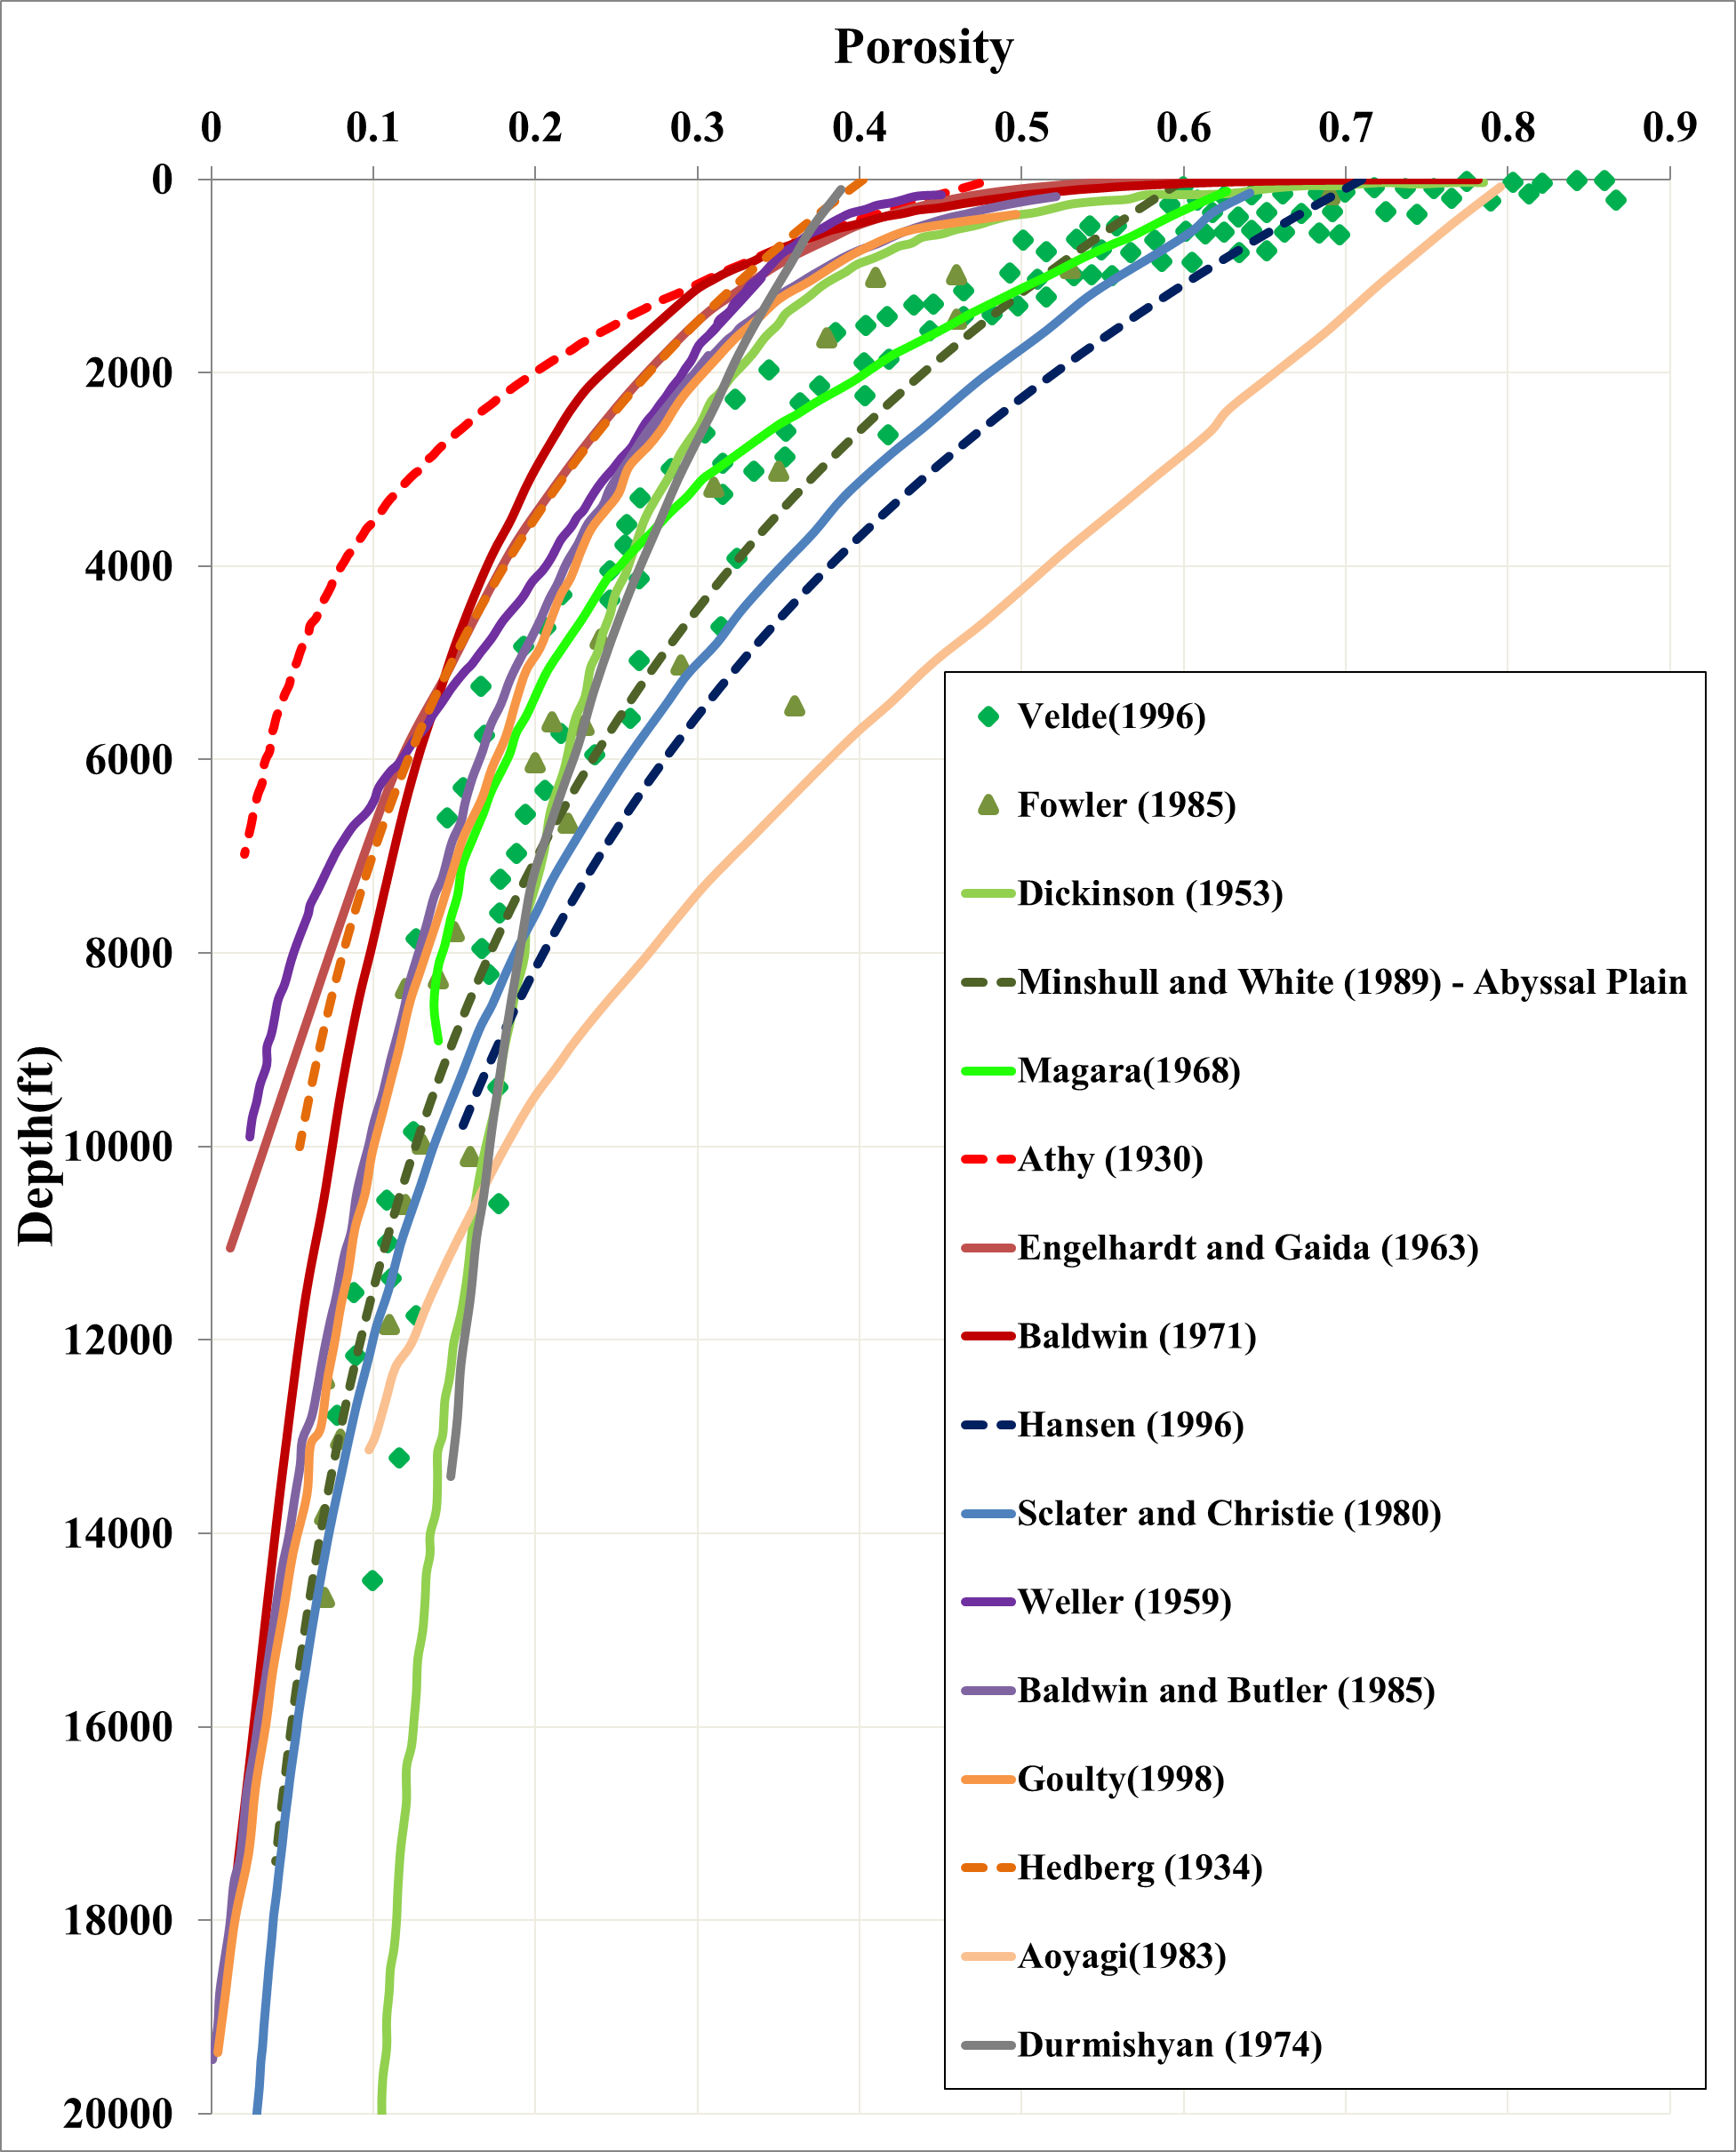 Porosity
0 0.1 0.2 0.3 0.4 0.5 0.6 0.7 0.8 0.9
0
2000
4000
6000
8000
10000
12000
14000
16000
18000
20000
Depth(ft)
Velde(1996)
Fowler (1985)
Dickinson (1953)
Minshull and White (1989) - Abyssal Plain
Magara(1968)
Athy (1930)
Engelhardt and Gaida (1963)
Baldwin (1971)
Hansen (1996)
Sclater and Christie (1980)
Weller (1959)
Baldwin and Butler (1985)
Goulty(1998)
Hedberg (1934)
Aoyagi(1983)
Durmishyan (1974)